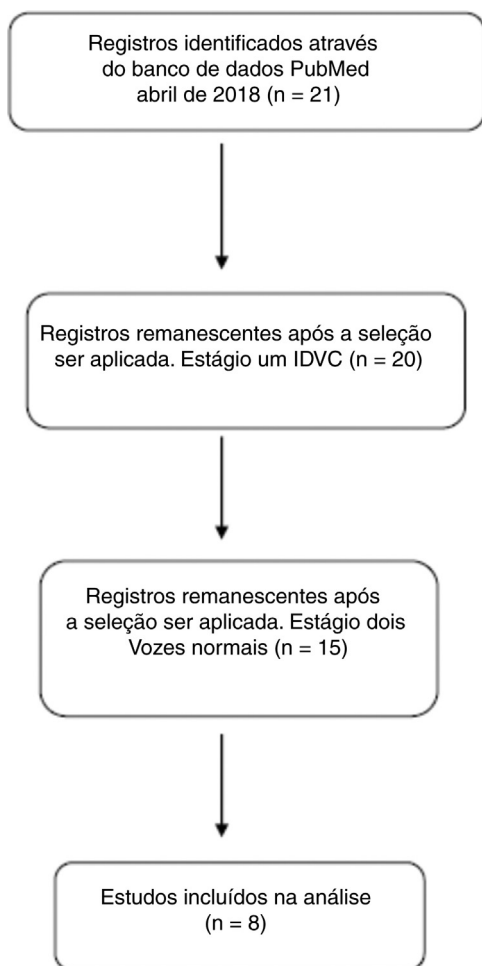 Registros identificados através
do banco de dados PubMed
abril de 2018 (n = 21)
Registros remanescentes após a seleção
ser aplicada. Estágio um IDVC (n = 20)
Registros remanescentes após
a seleção ser aplicada. Estágio dois
Vozes normais (n = 15)
Estudos incluídos na análise
(n = 8)